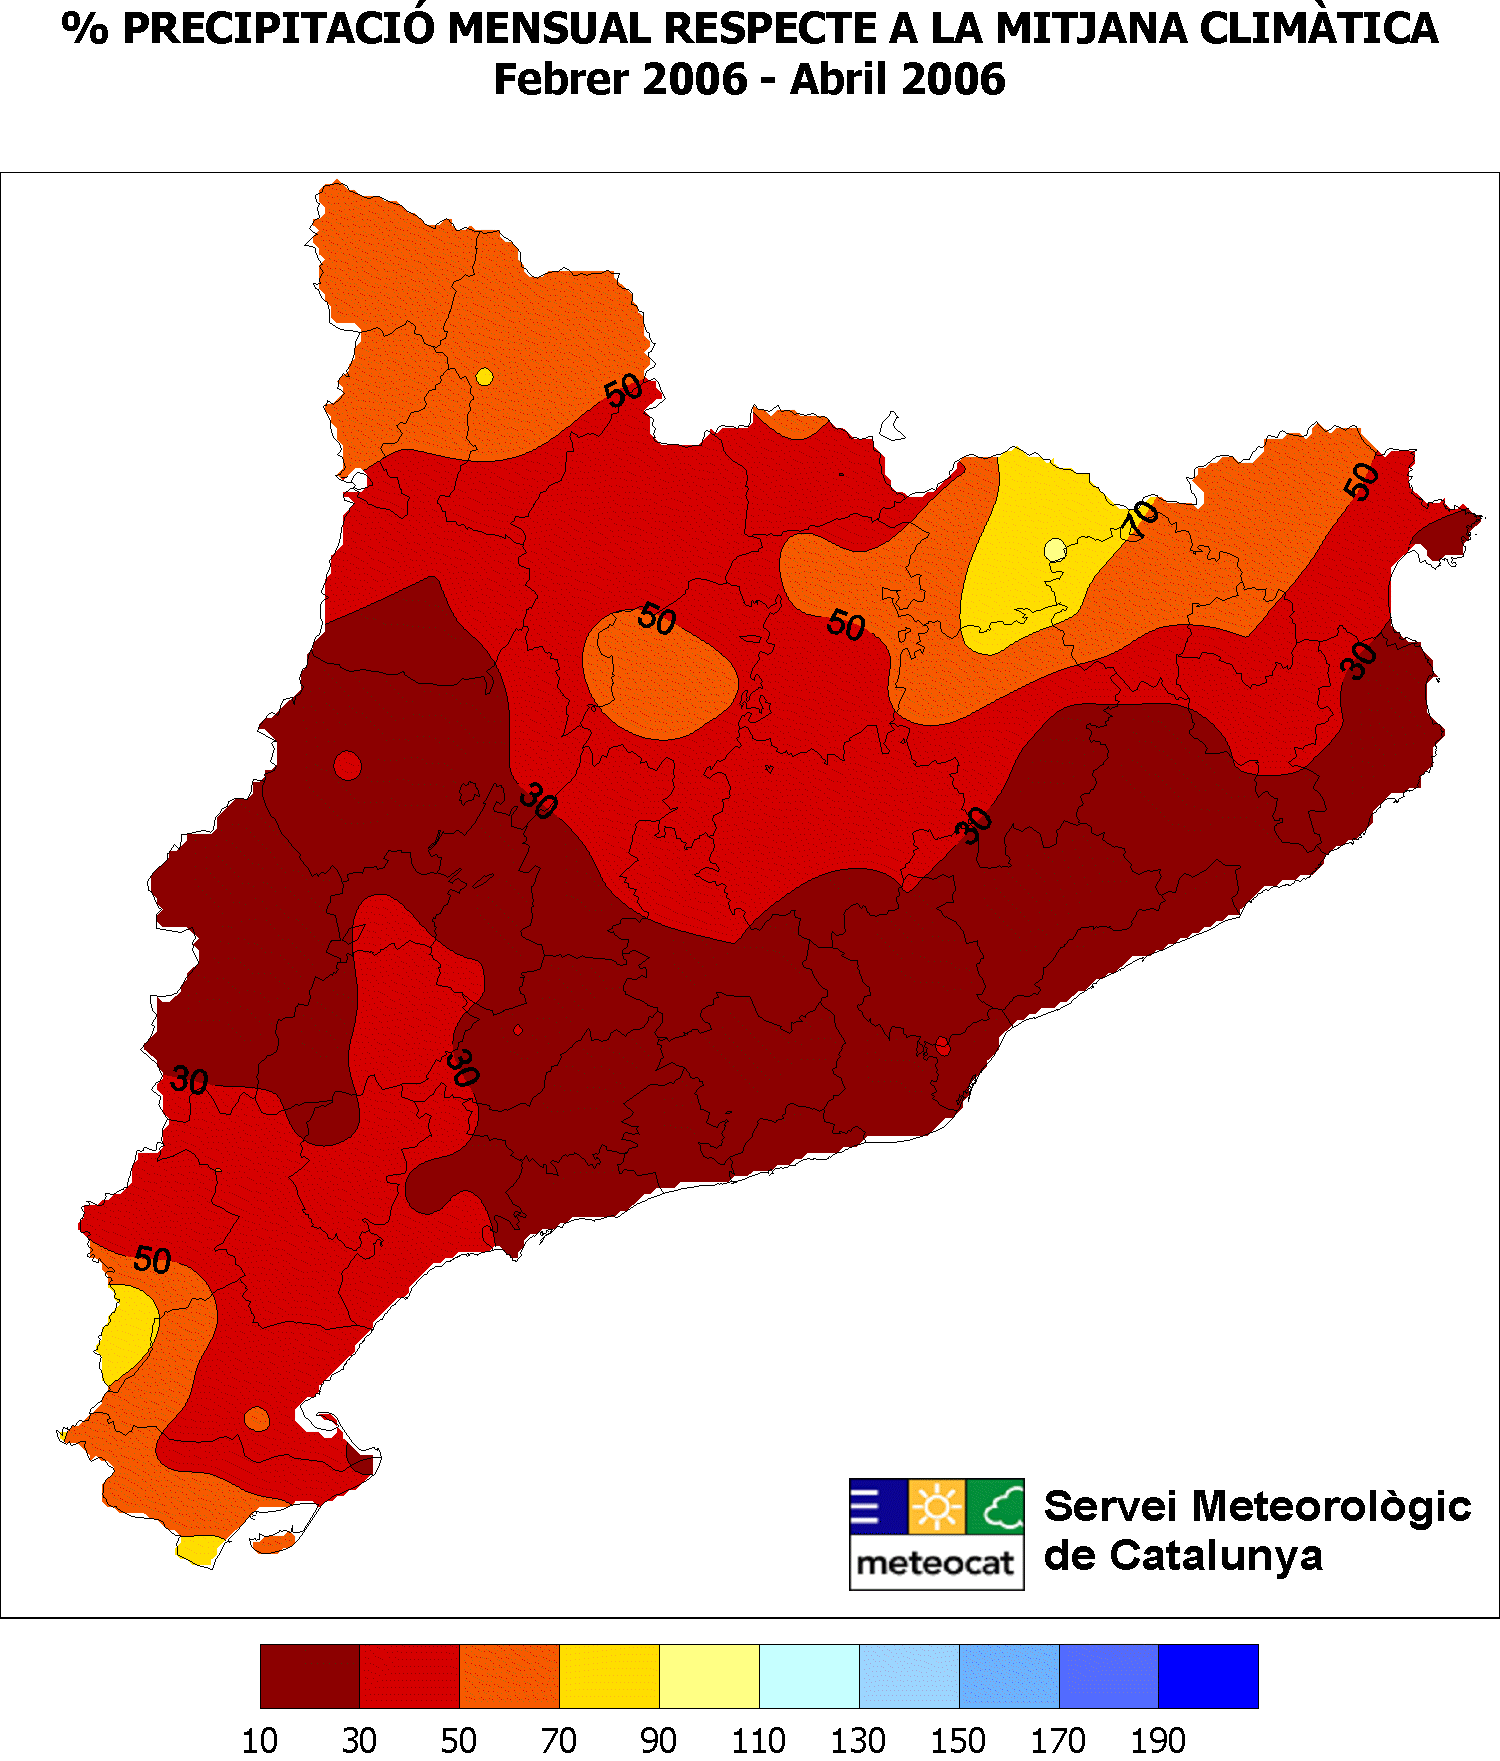 % PRECIPITACIÓ MENSUAL RESPECTE A LA MITJANA CLIMÀTICA
Febrer 2006 - Abril 2006
50
50
70
50
50
30
30
30
30
30
50
meteocat
Servei Meteorològic
de Catalunya
10 30 50 70 90 110 130 150 170 190